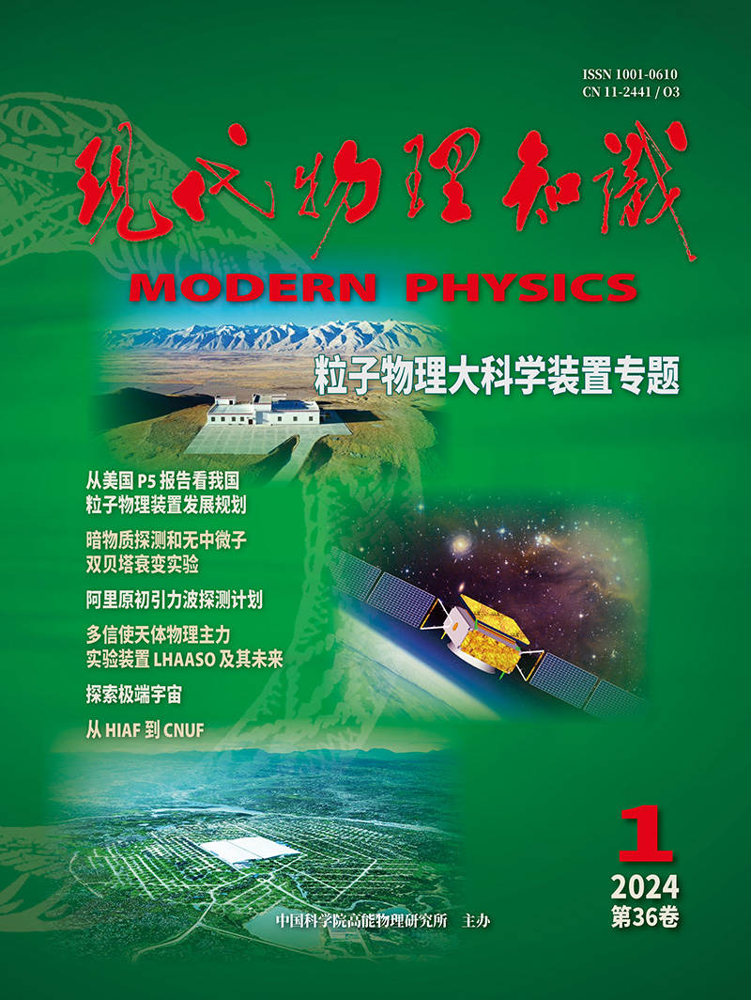 ISSN 1001-0610
CN 11-2441 / O3
现代物理知识
MODERN PHYSICS
粒子物理大科学装置专题
从美国 P5 报告看我国
粒子物理装置发展规划
暗物质探测和无中微子
双贝塔衰变实验
阿里原初引力波探测计划
多信使天体物理主力
实验装置 LHAASO 及其未来
探索极端宇宙
从 HIAF 到 CNUF
1
2024
第36卷
中国科学院高能物理研究所 主办